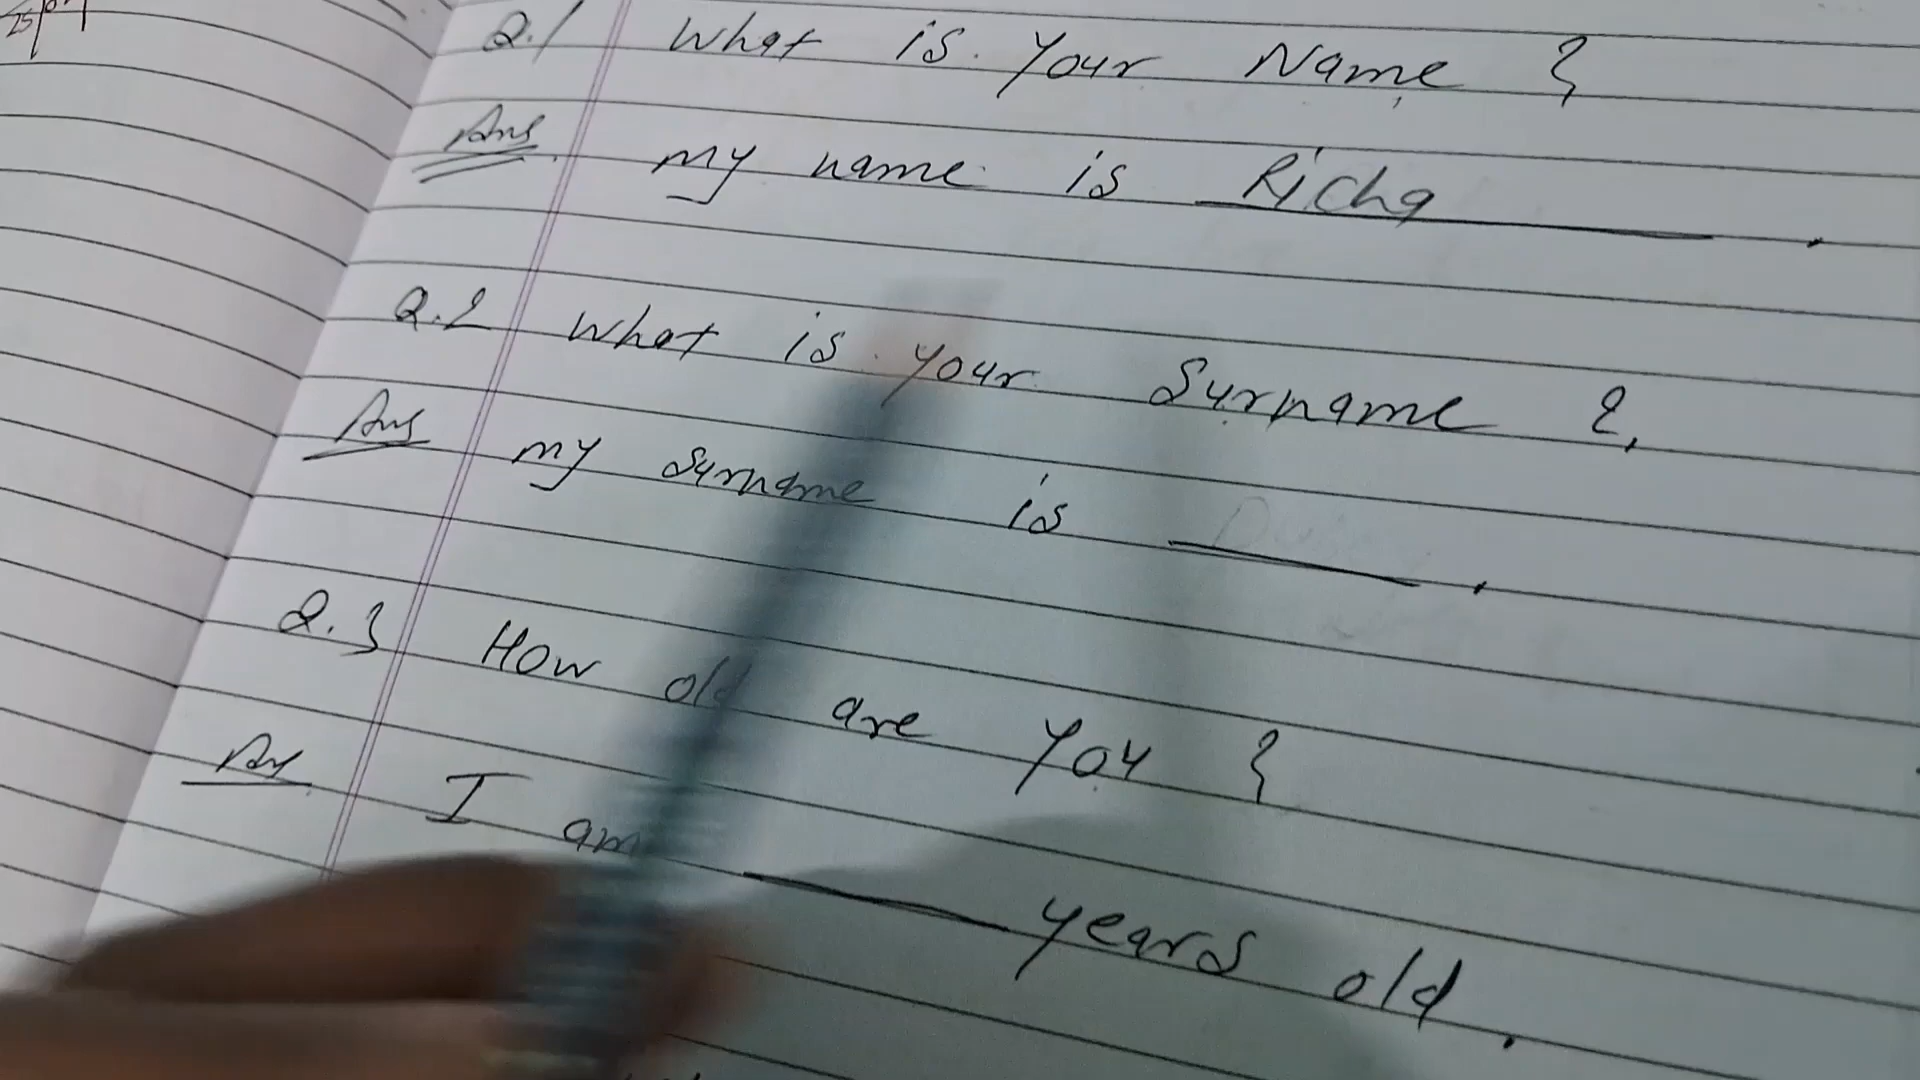 Q.1 What is Your Name ?
Ans my name is Richa .
Q.2 What is your Surname ?
Ans my surname is .
Q.3 How old are you ?
Ans I am years old .